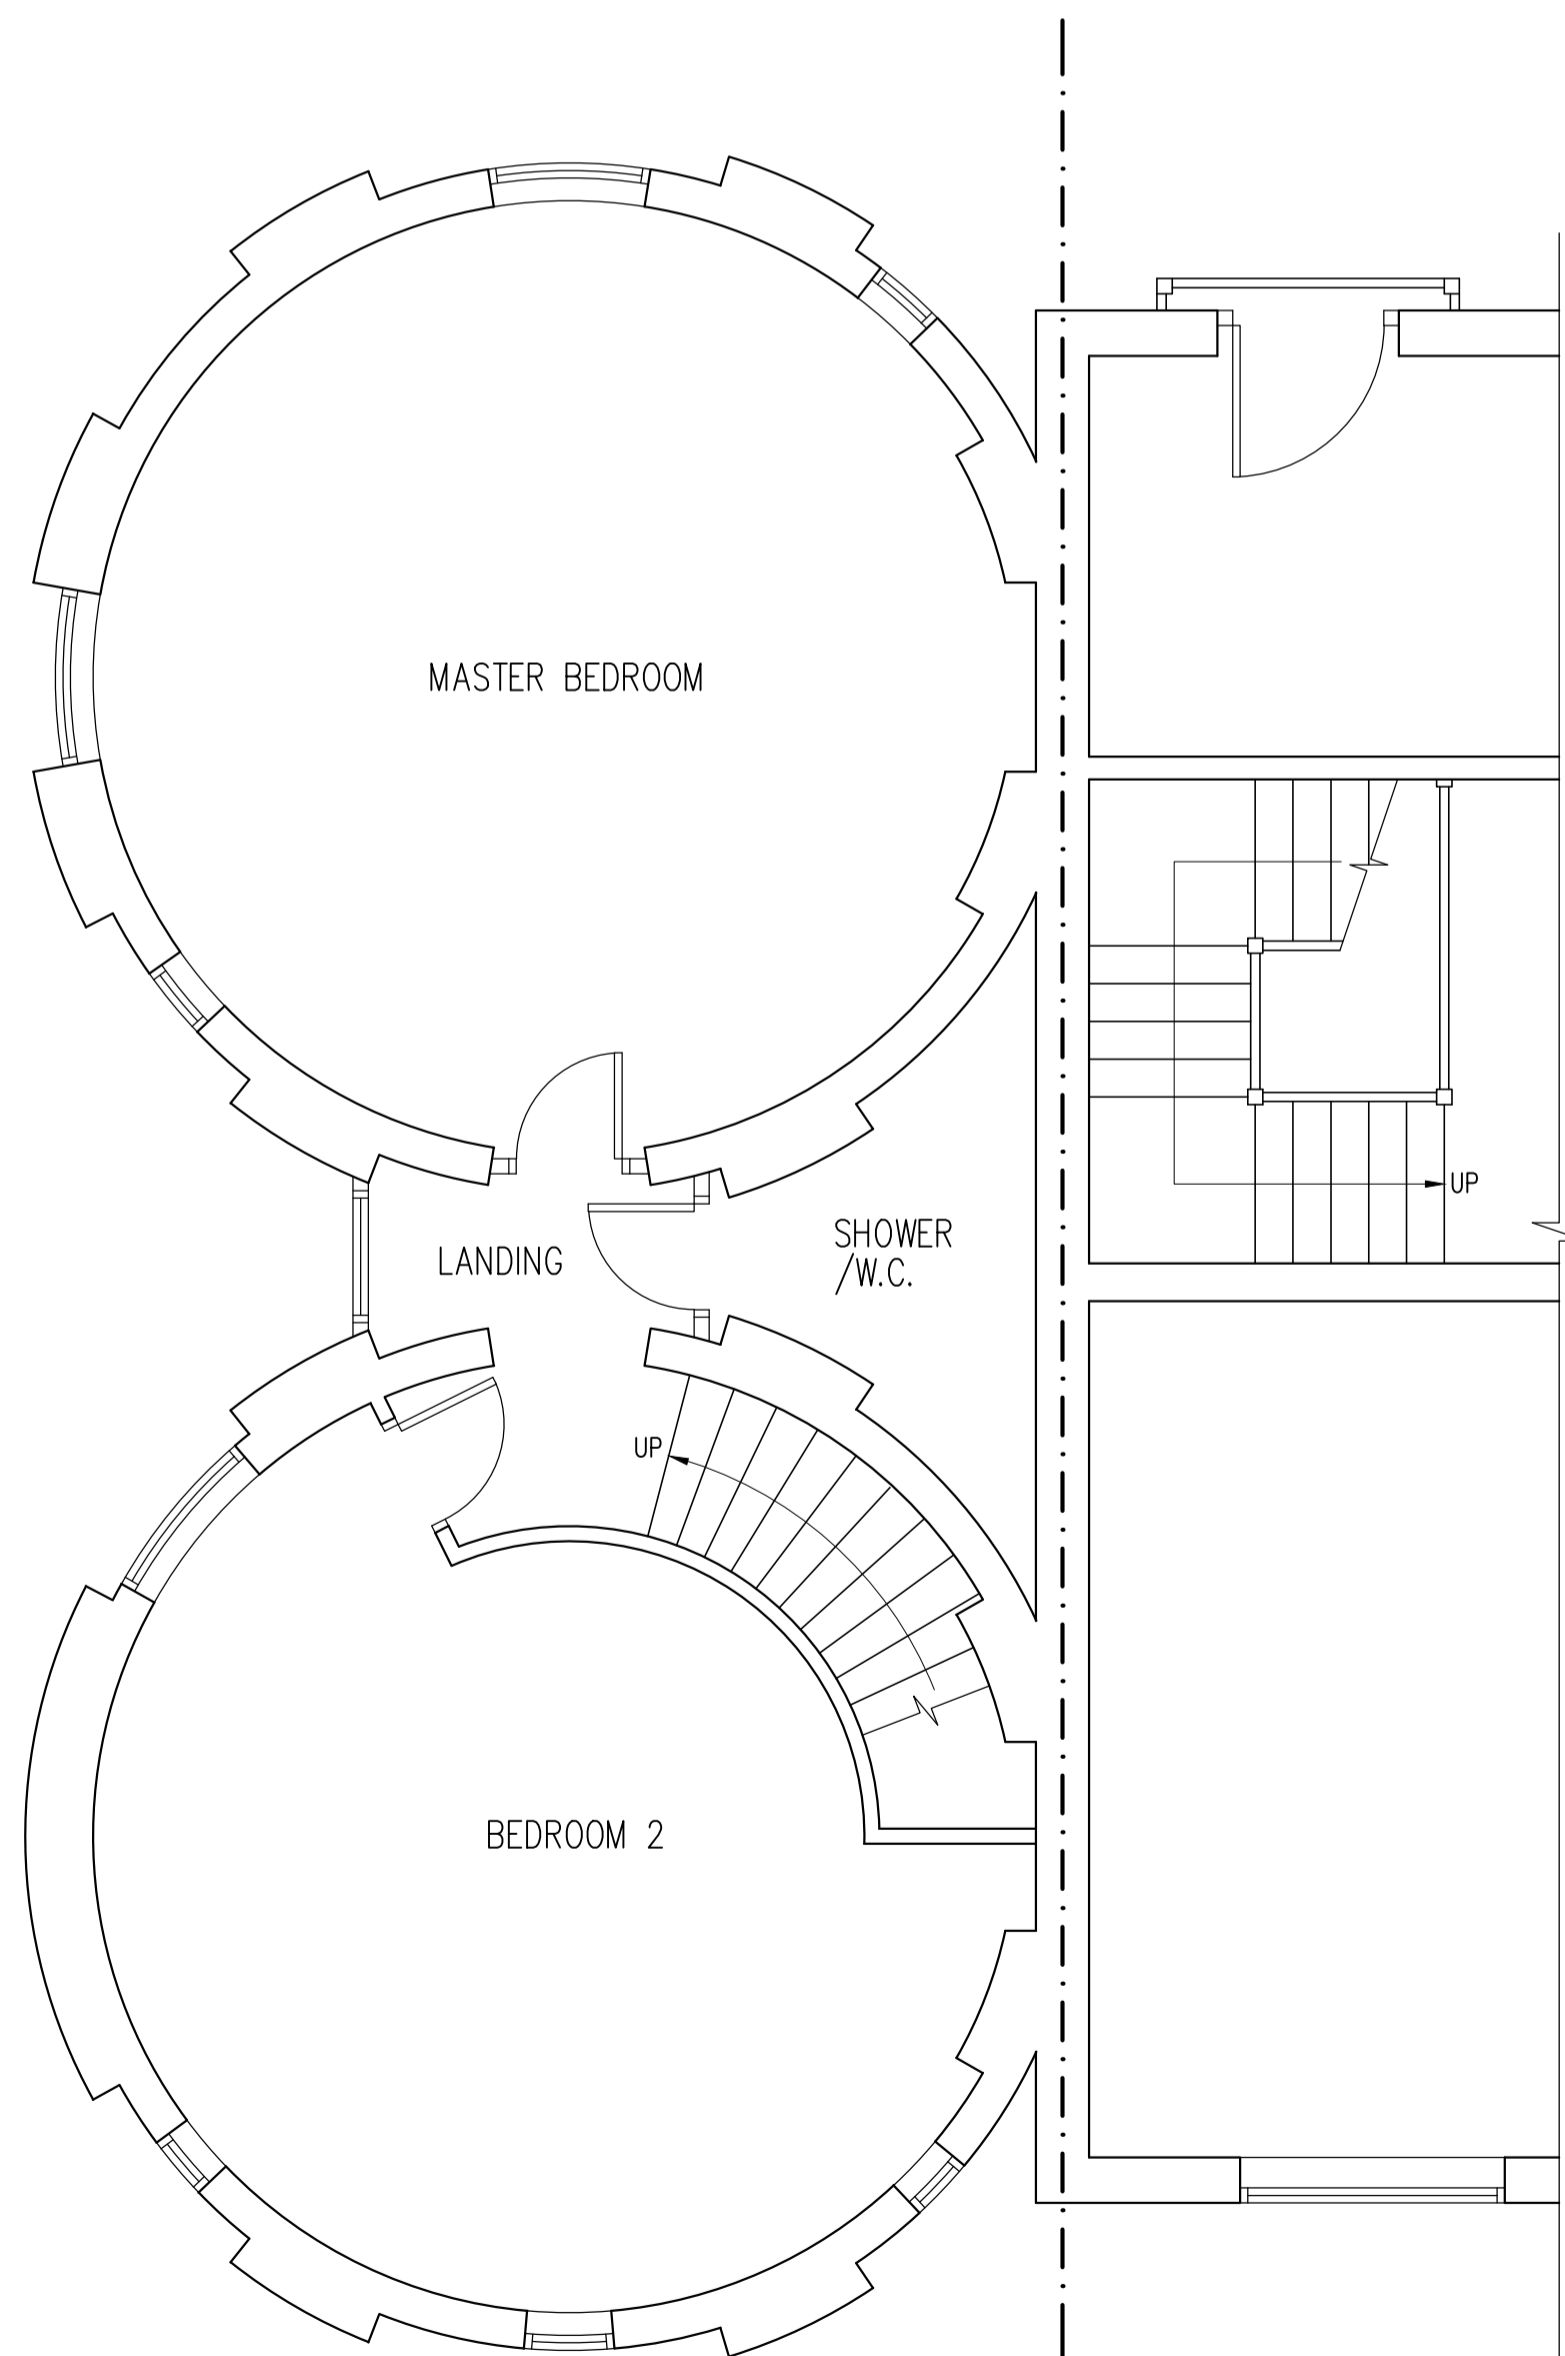 MASTER BEDROOM
UP
SHOWER
/W.C.
LANDING
UP
BEDROOM 2